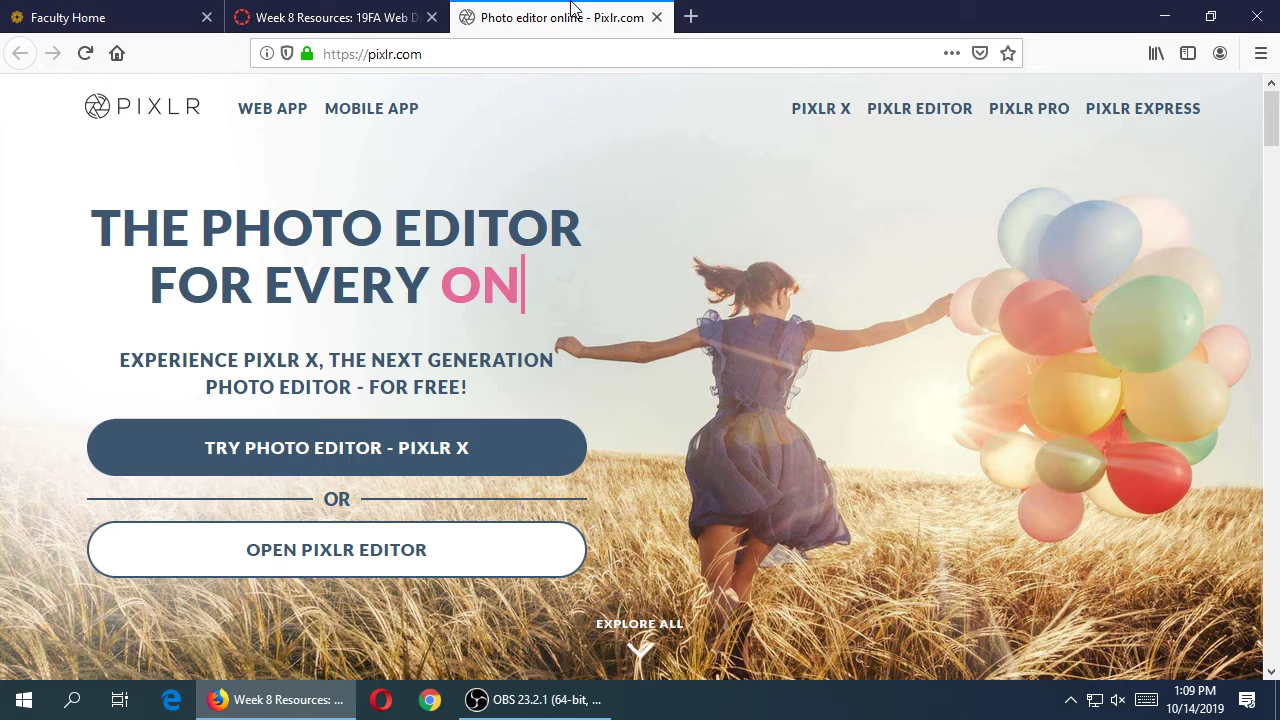 Faculty Home
Week 8 Resources: 19FA Web D
Photo editor online - Pixlr.com
https://pixlr.com
PIXLR
WEB APP
MOBILE APP
PIXLR X
PIXLR EDITOR
PIXLR PRO
PIXLR EXPRESS
THE PHOTO EDITOR
FOR EVERY ON
EXPERIENCE PIXLR X, THE NEXT GENERATION
PHOTO EDITOR - FOR FREE!
TRY PHOTO EDITOR - PIXLR X
OR
OPEN PIXLR EDITOR
EXPLORE ALL
Week 8 Resources: ...
OBS 23.2.1 (64-bit, ...
1:09 PM
10/14/2019